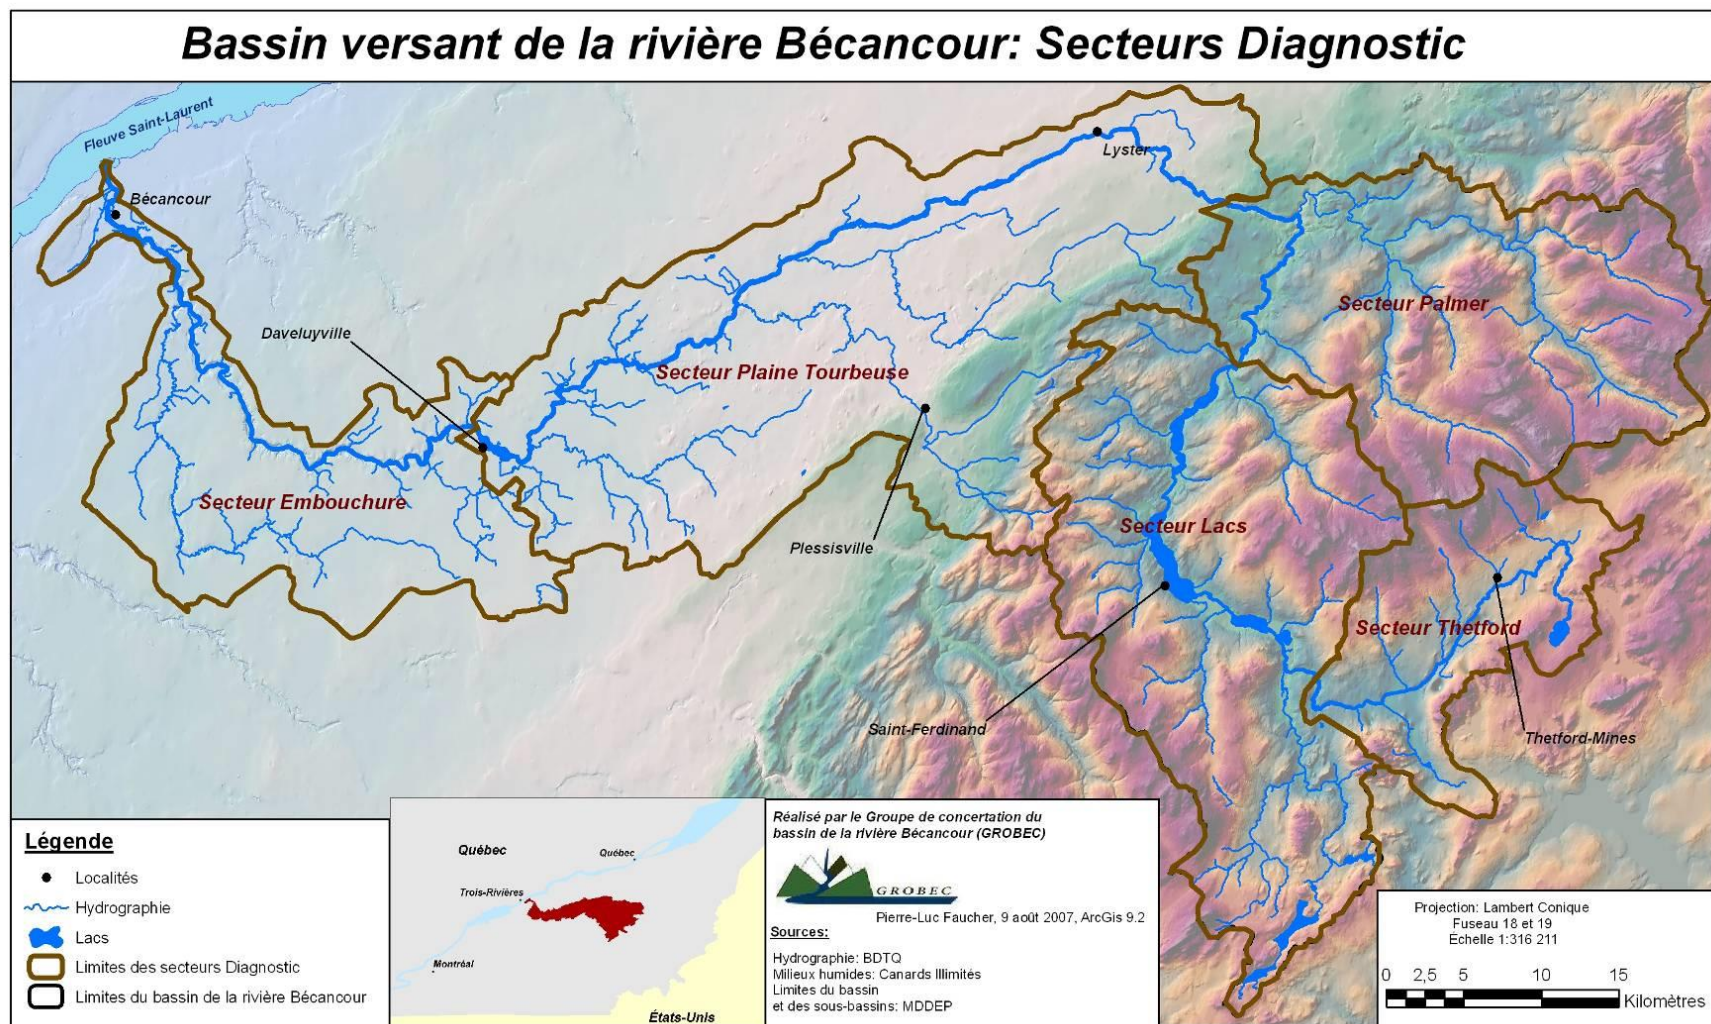 Bassin versant de la rivière Bécancour: Secteurs Diagnostic
Fleuve Saint-Laurent
Bécancour
Lyster
Daveluyville
Secteur Palmer
Secteur Plaine Tourbeuse
Secteur Embouchure
Plessisville
Secteur Lacs
Secteur Thetford
Saint-Ferdinand
Thetford-Mines
Légende
Localités
Hydrographie
Lacs
Limites des secteurs Diagnostic
Limites du bassin de la rivière Bécancour
Québec
Québec
Trois-Rivières
Montréal
États-Unis
Réalisé par le Groupe de concertation du
bassin de la rivière Bécancour (GROBEC)
GROBEC
Pierre-Luc Faucher, 9 août 2007, ArcGis 9.2
Sources:
Hydrographie: BDTQ
Milieux humides: Canards Illimités
Limites du bassin
et des sous-bassins: MDDEP
Projection: Lambert Conique
Fuseau 18 et 19
Échelle 1:316 211
0 2,5 5 10 15
Kilomètres